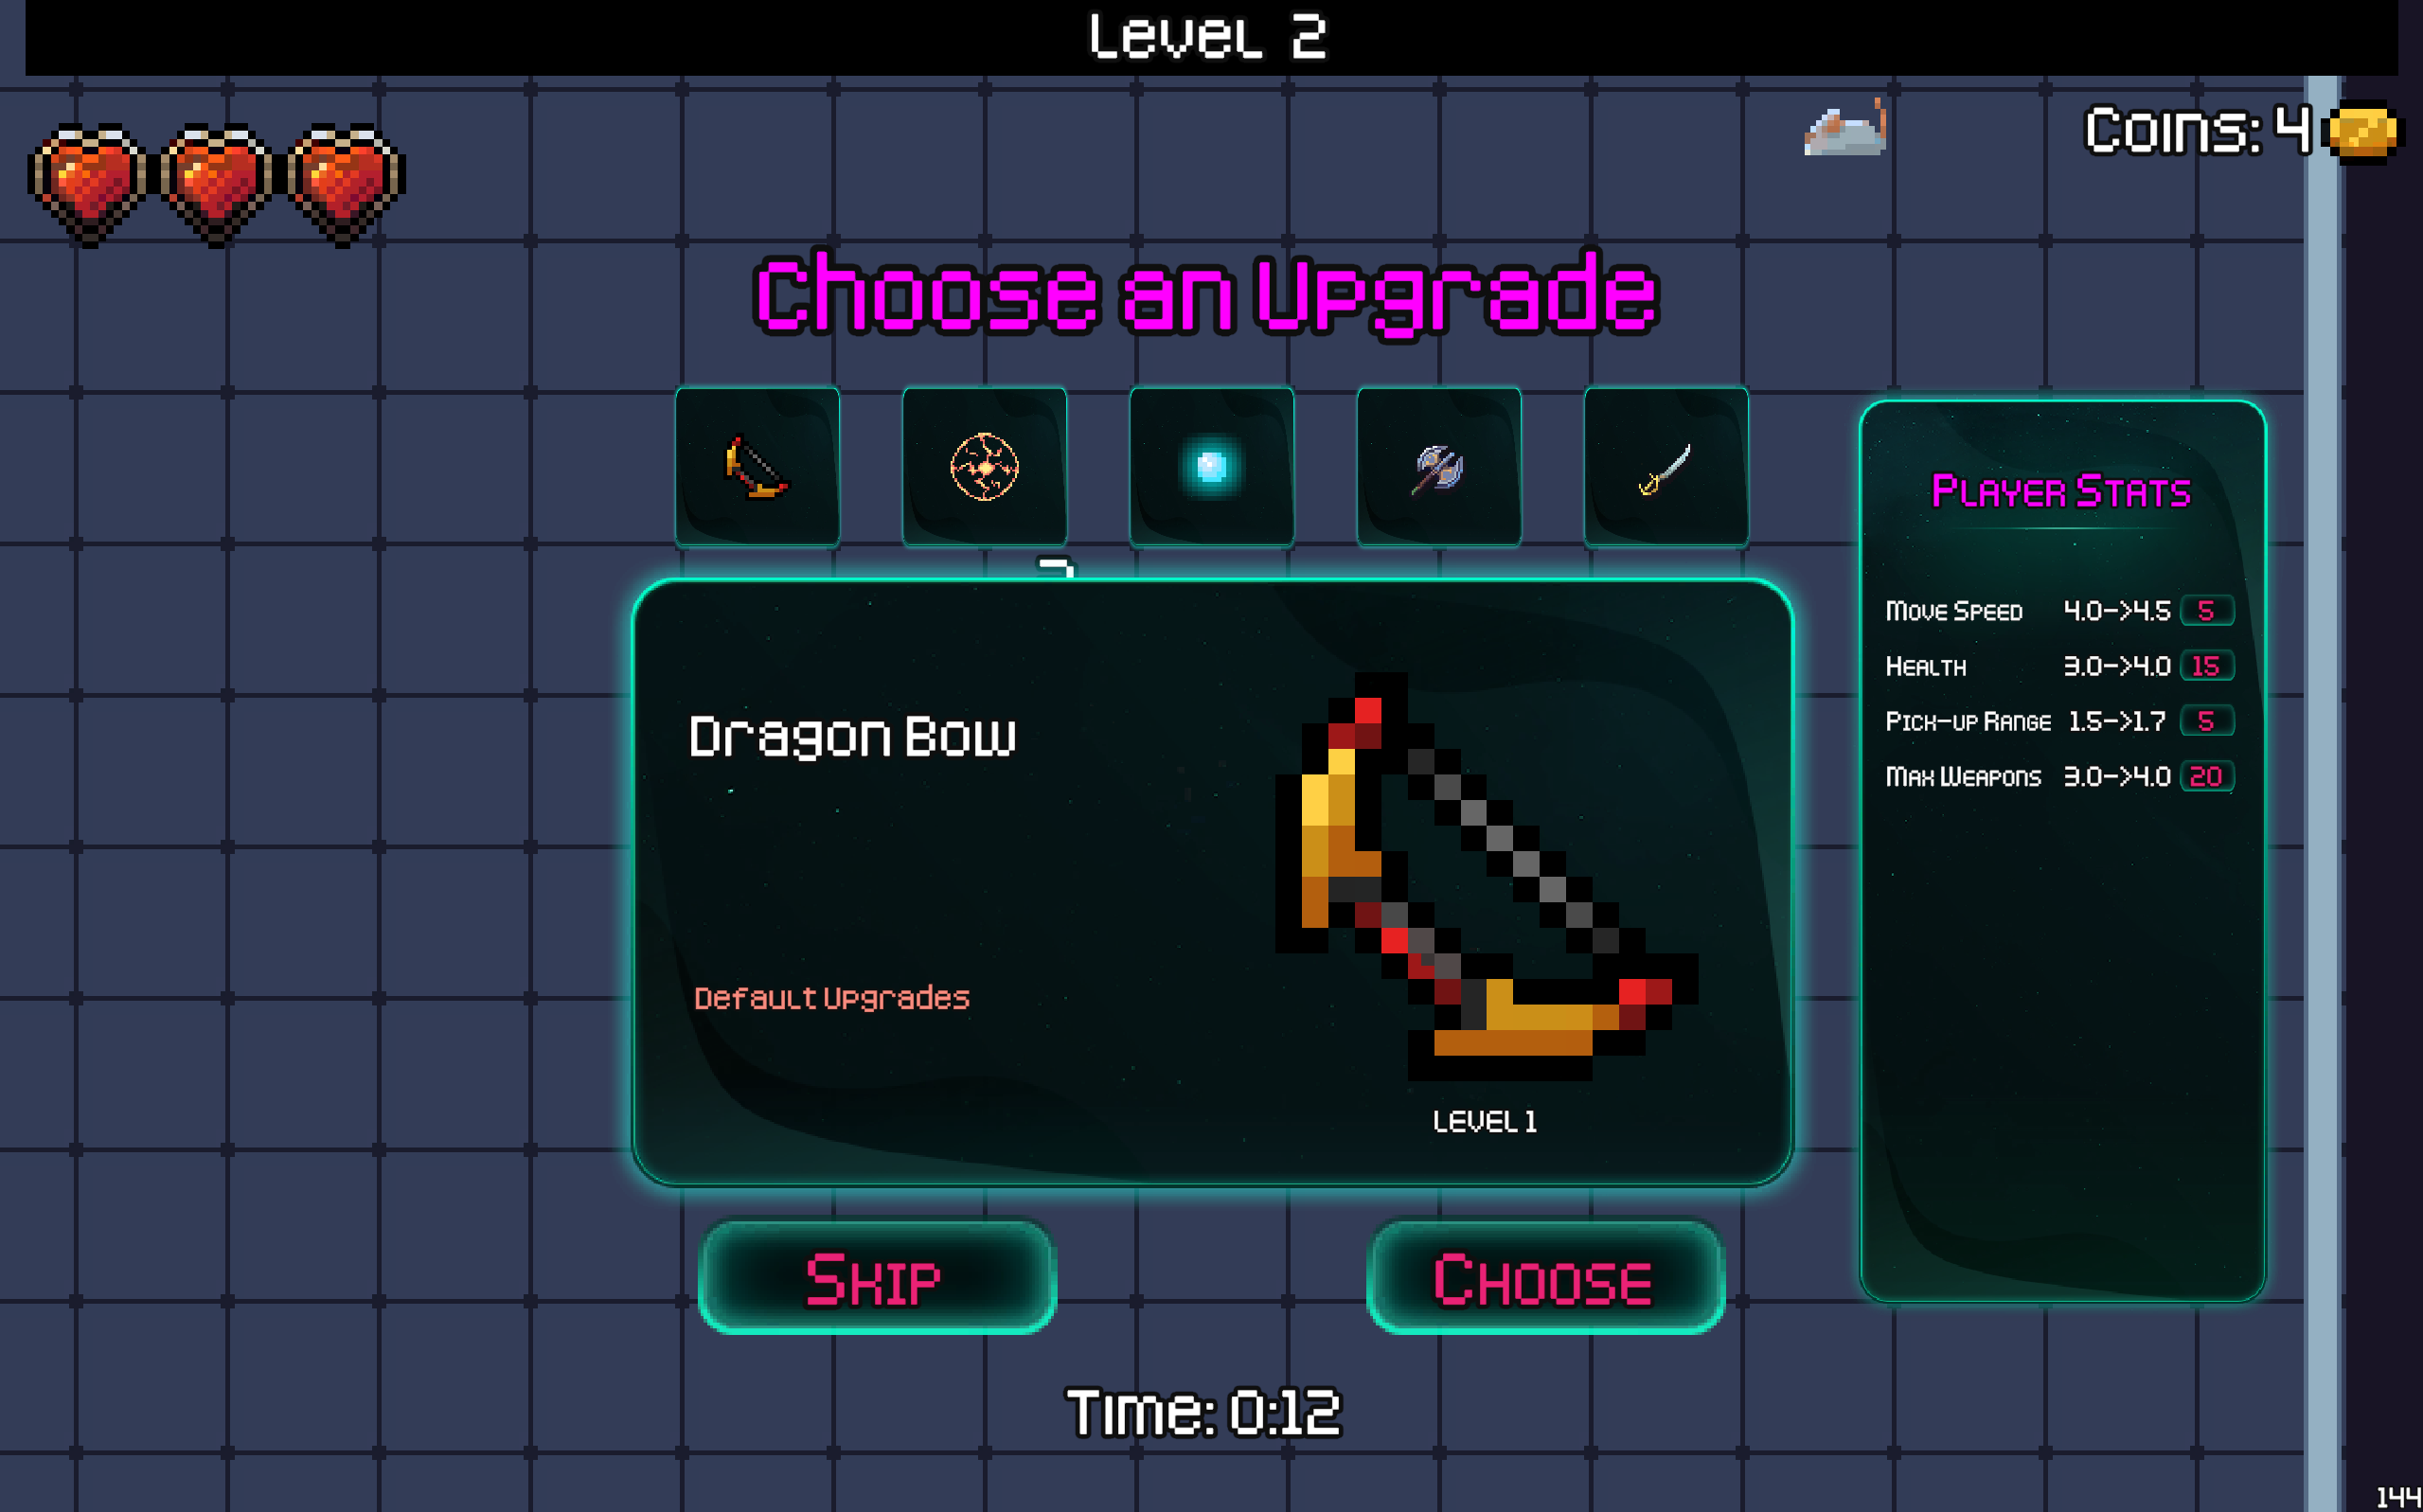 Level 2
Coins: 4
Choose an Upgrade
Player Stats
Move Speed 4.0->4.5 5
Health 3.0->4.0 15
Pick-up Range 1.5->1.7 5
Max Weapons 3.0->4.0 20
Dragon Bow
Default Upgrades
LEVEL 1
Skip
Choose
Time: 0:12
144